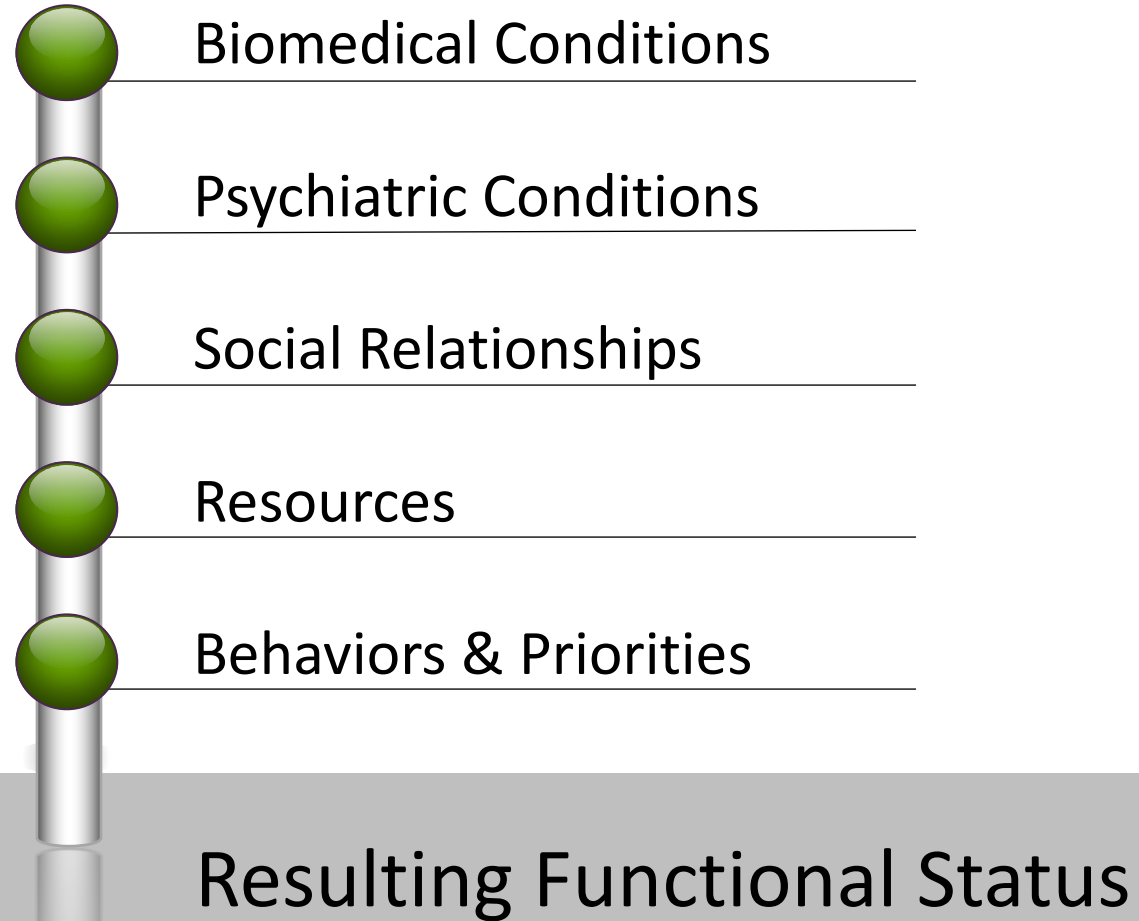 Biomedical Conditions
Psychiatric Conditions
Social Relationships
Resources
Behaviors & Priorities
Resulting Functional Status